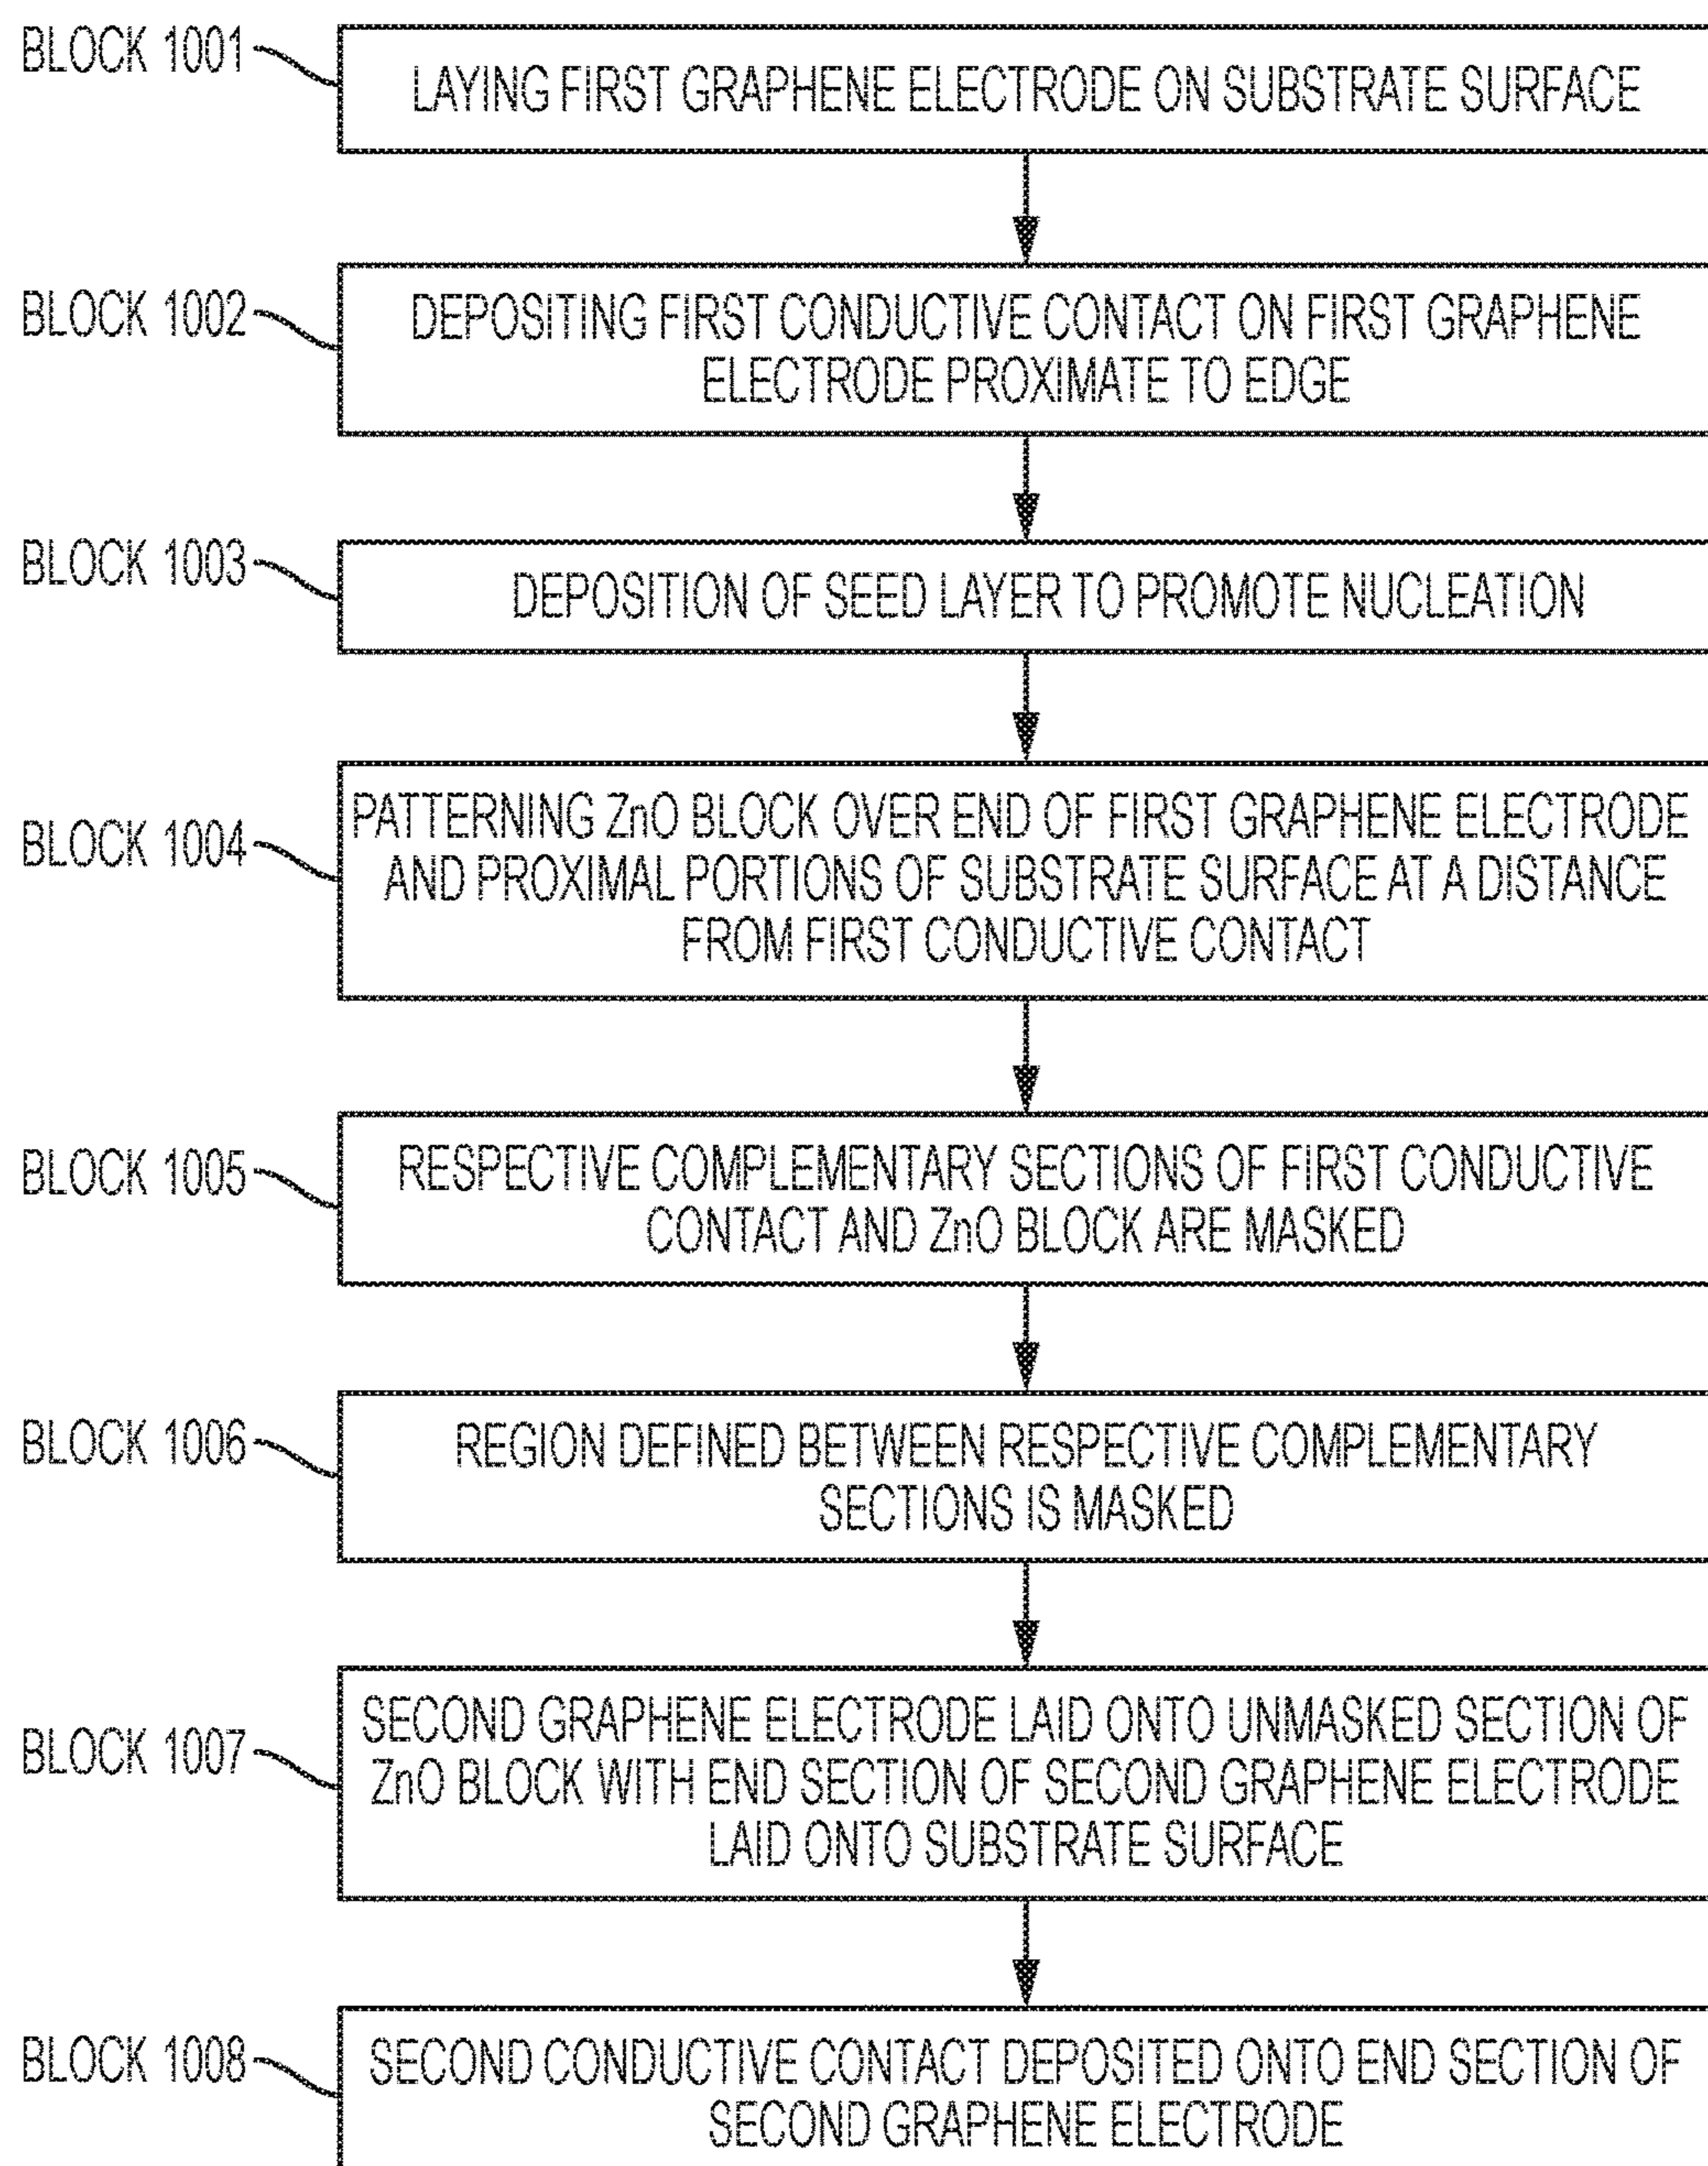 BLOCK 1001
LAYING FIRST GRAPHENE ELECTRODE ON SUBSTRATE SURFACE
BLOCK 1002
DEPOSITING FIRST CONDUCTIVE CONTACT ON FIRST GRAPHENE
ELECTRODE PROXIMATE TO EDGE
BLOCK 1003
DEPOSITION OF SEED LAYER TO PROMOTE NUCLEATION
BLOCK 1004
PATTERNING ZnO BLOCK OVER END OF FIRST GRAPHENE ELECTRODE
AND PROXIMAL PORTIONS OF SUBSTRATE SURFACE AT A DISTANCE
FROM FIRST CONDUCTIVE CONTACT
BLOCK 1005
RESPECTIVE COMPLEMENTARY SECTIONS OF FIRST CONDUCTIVE
CONTACT AND ZnO BLOCK ARE MASKED
BLOCK 1006
REGION DEFINED BETWEEN RESPECTIVE COMPLEMENTARY
SECTIONS IS MASKED
BLOCK 1007
SECOND GRAPHENE ELECTRODE LAID ONTO UNMASKED SECTION OF
ZnO BLOCK WITH END SECTION OF SECOND GRAPHENE ELECTRODE
LAID ONTO SUBSTRATE SURFACE
BLOCK 1008
SECOND CONDUCTIVE CONTACT DEPOSITED ONTO END SECTION OF
SECOND GRAPHENE ELECTRODE